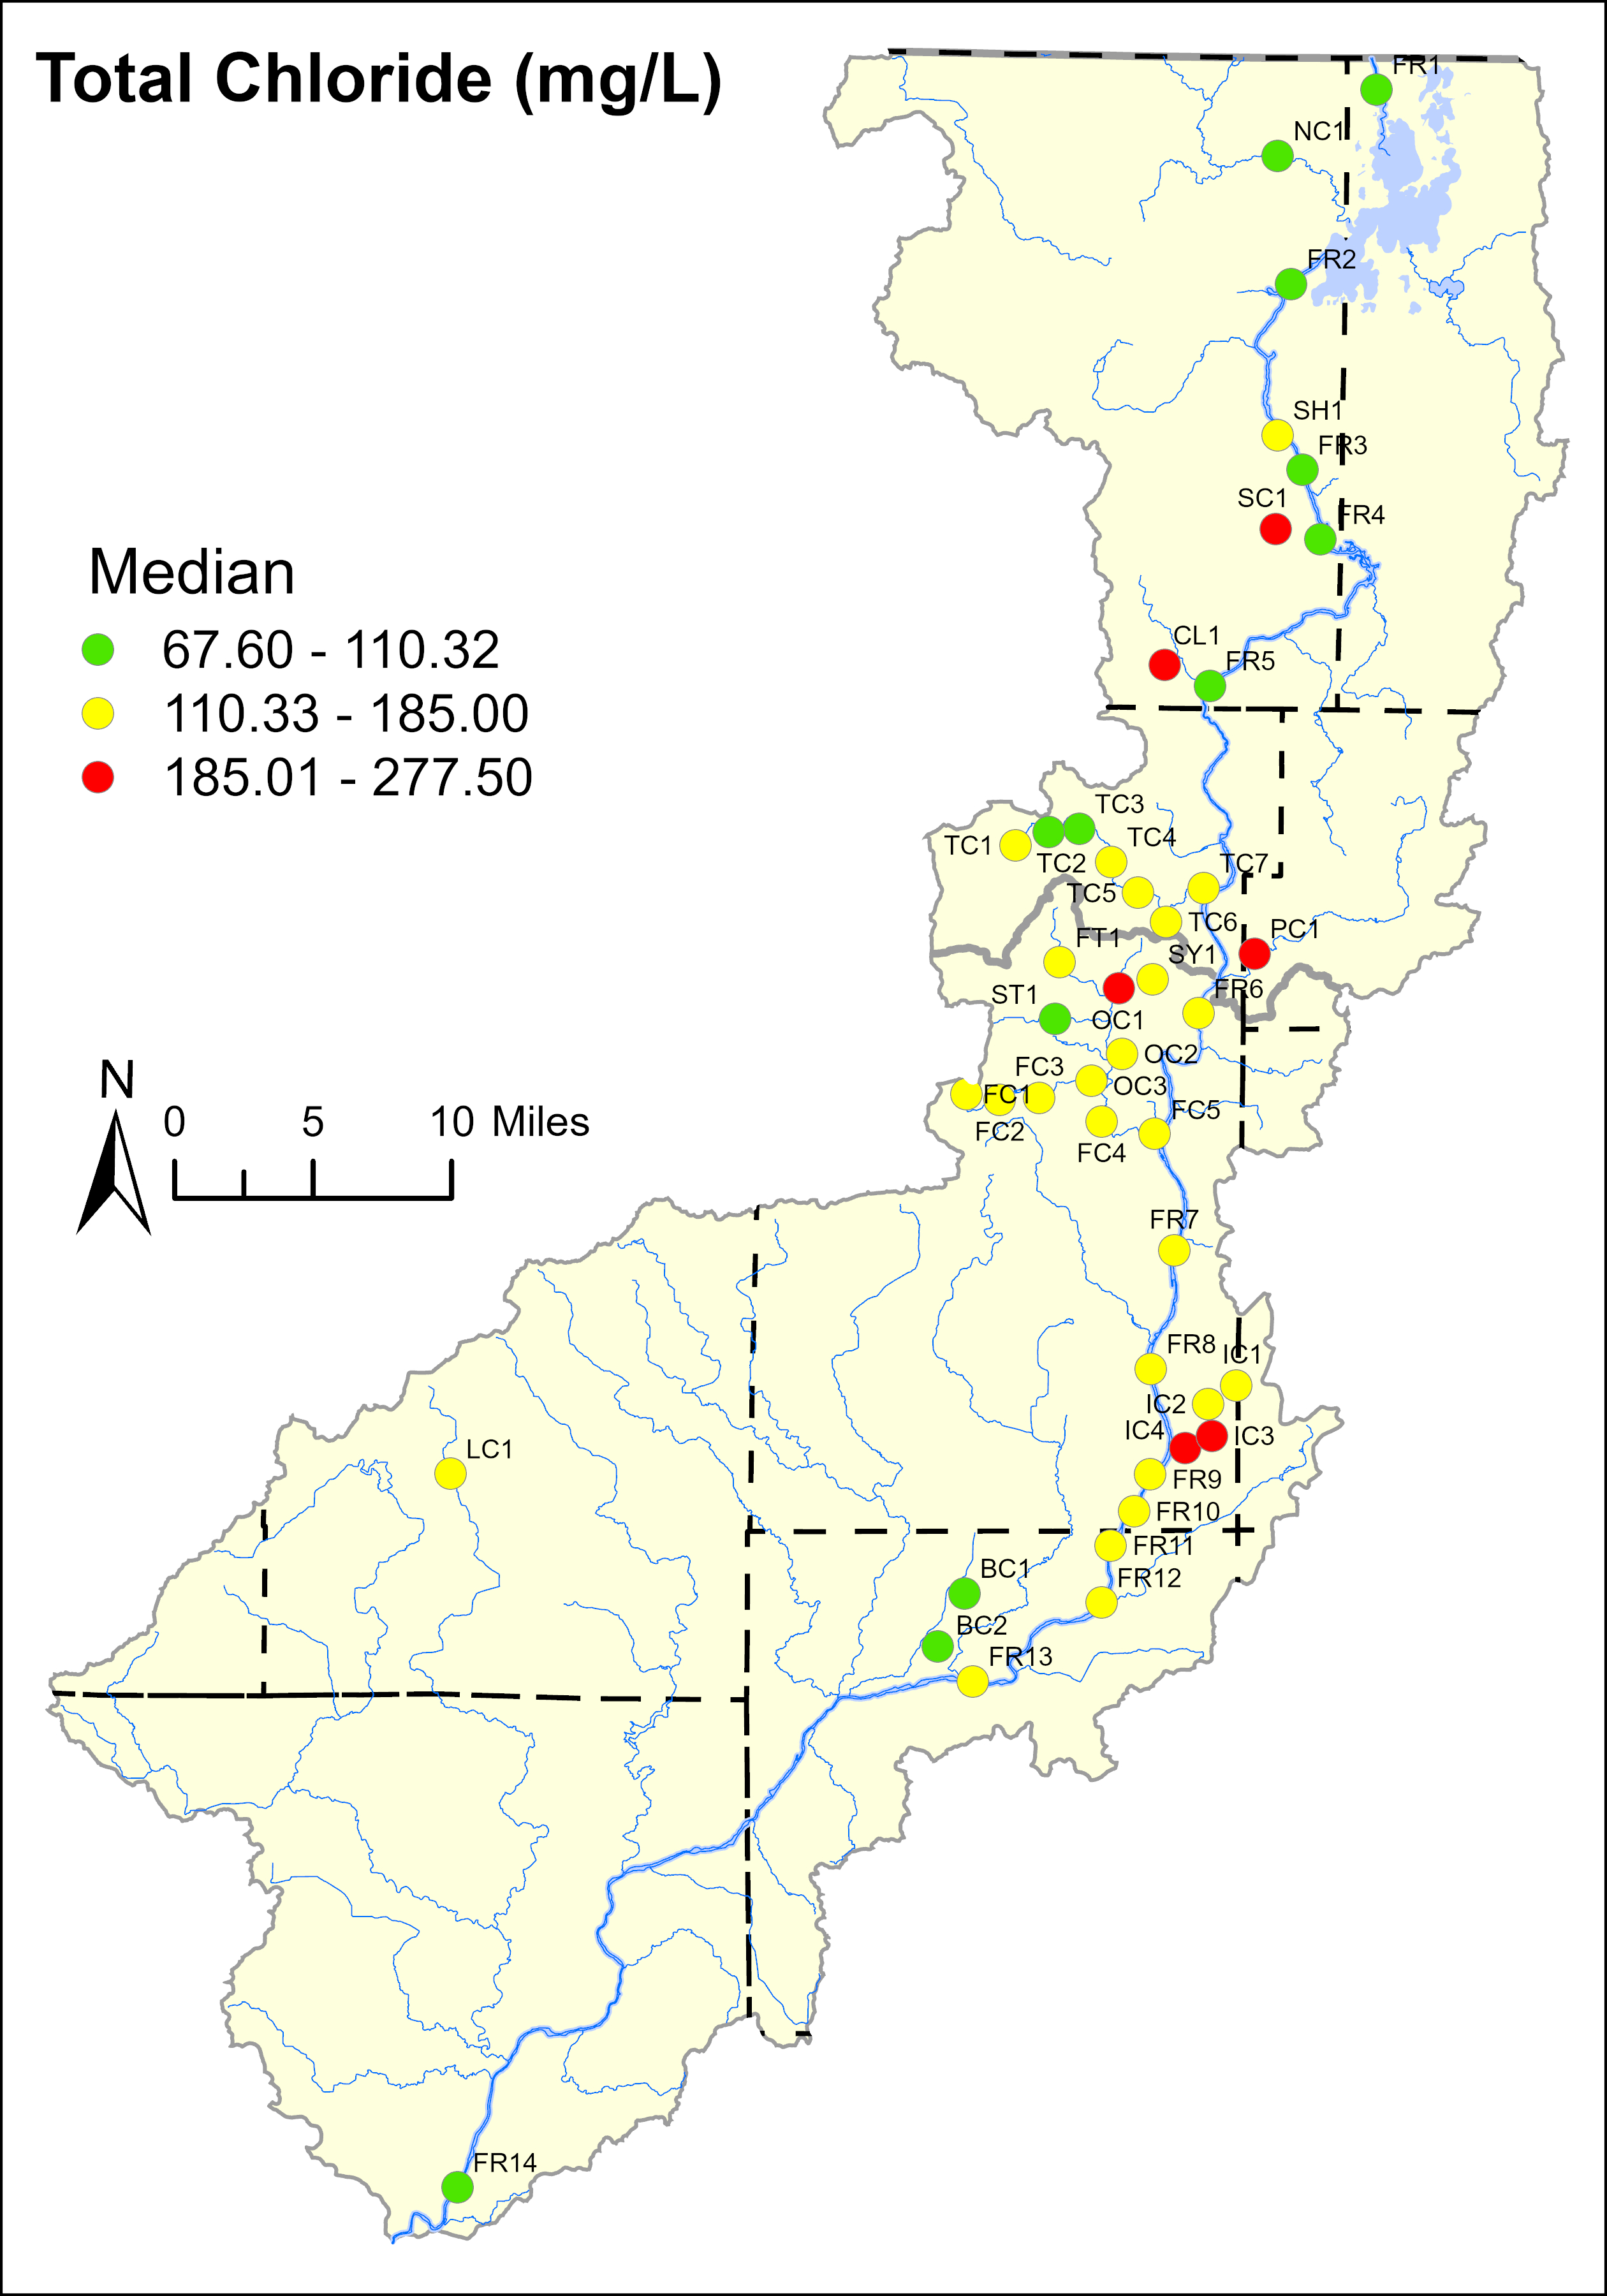 Total Chloride (mg/L)
FR1
NC1
FR2
SH1
FR3
SC1
FR4
Median
67.60 - 110.32
110.33 - 185.00
185.01 - 277.50
CL1
FR5
TC3
TC1
TC4
TC2
TC7
TC5
TC6
PC1
FT1
SY1
ST1
FR6
OC1
OC2
FC3
OC3
FC1
FC5
FC2
FC4
N
0 5 10 Miles
FR7
FR8
IC1
IC2
IC4
IC3
LC1
FR9
FR10
FR11
BC1
FR12
BC2
FR13
FR14